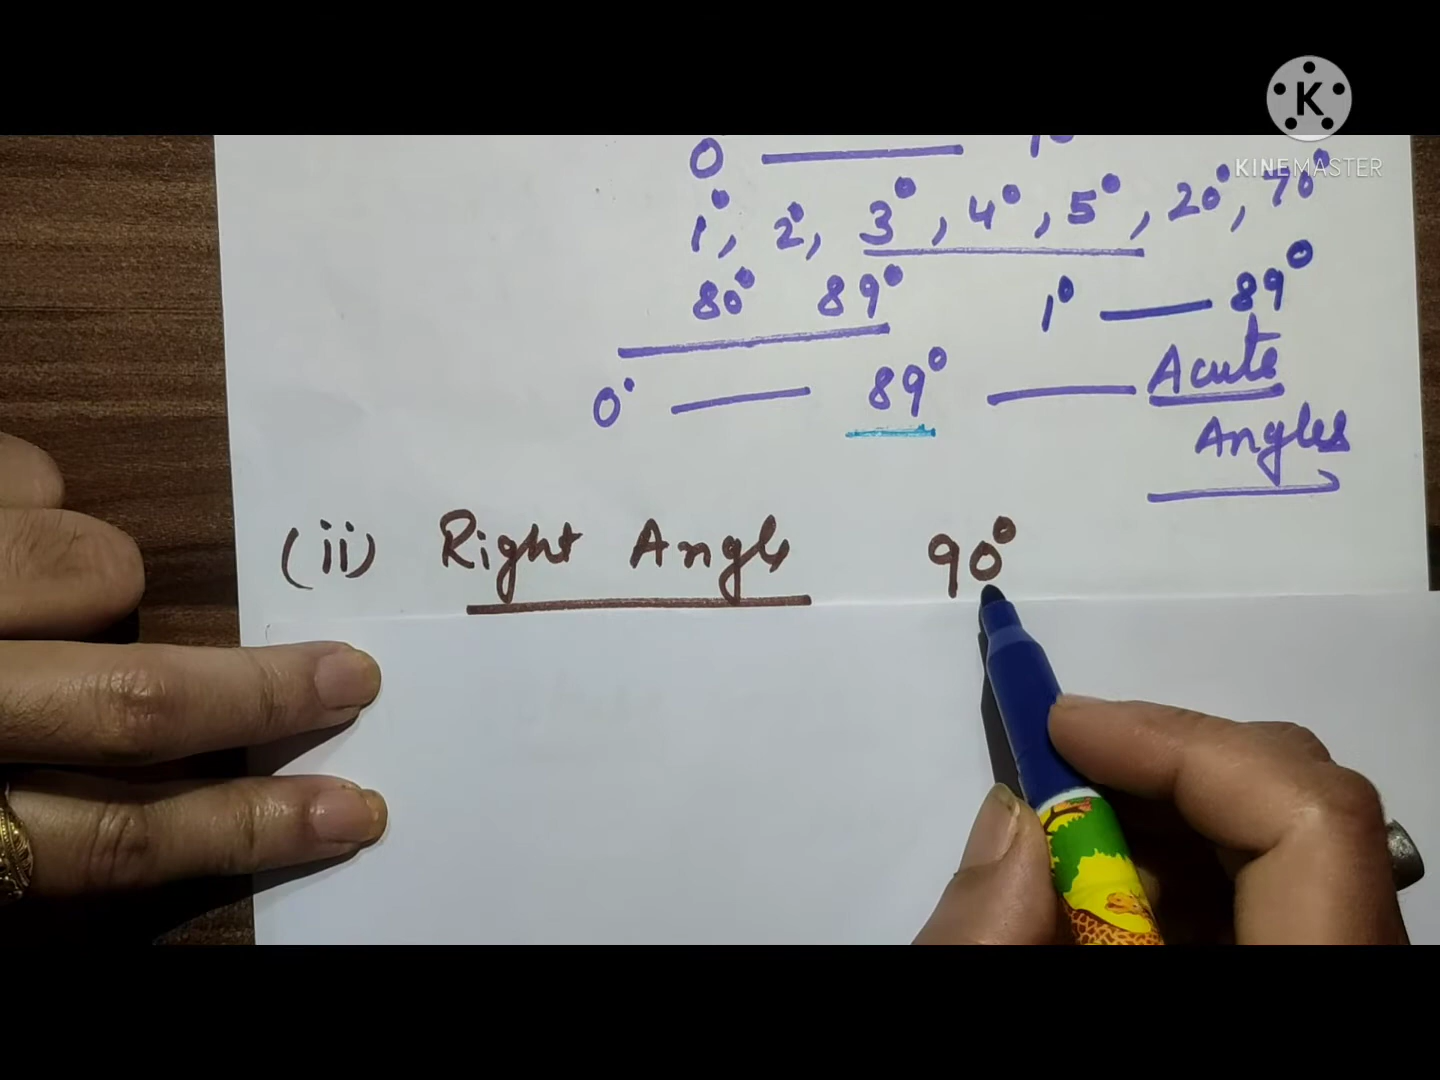 K
KINEMASTER
0
1°, 2°, 3°, 4°, 5°, 20°, 70°
80° 89° 1° — 89°
0° — 89° — Acute
Angles
(ii) Right Angle 90°